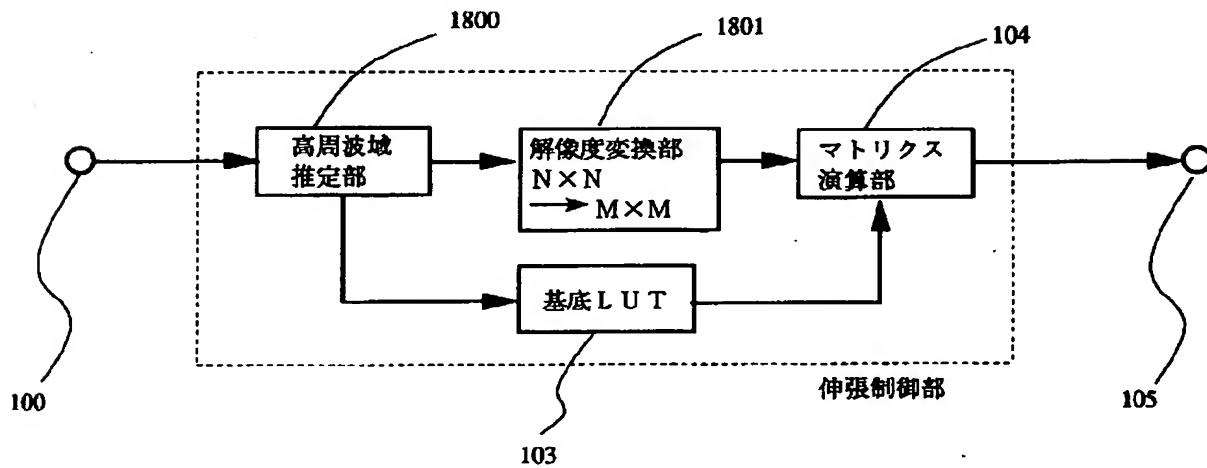 1800
1801
104
高周波域
推定部
解像度変換部
N×N
→ M×M
マトリクス
演算部
基底LUT
伸張制御部
100
105
103